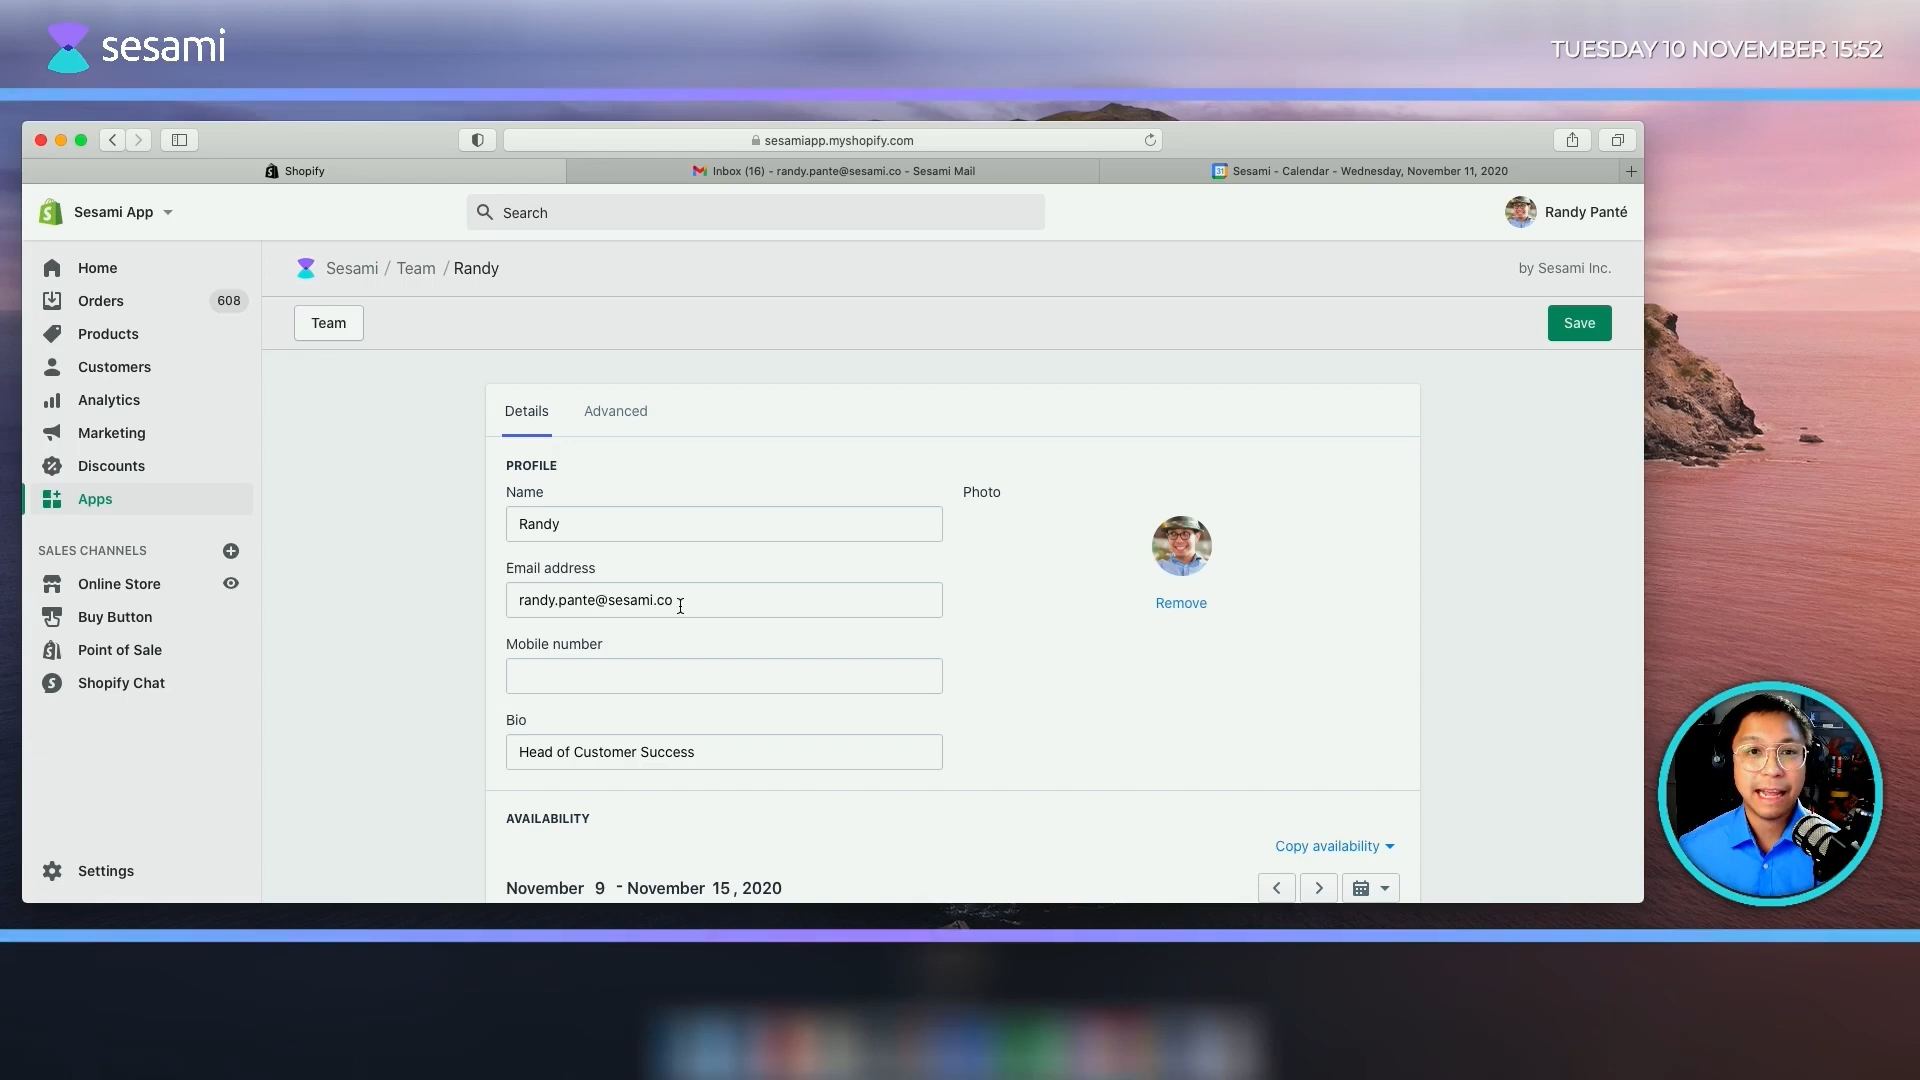 sesami
TUESDAY 10 NOVEMBER 15:52
sesamiapp.myshopify.com
Shopify
Inbox (16) - randy.pante@sesami.co - Sesami Mail
31
Sesami - Calendar - Wednesday, November 11, 2020
Sesami App
Search
Randy Panté
Home
Orders
608
Products
Customers
Analytics
Marketing
Discounts
Apps
SALES CHANNELS
Online Store
Buy Button
Point of Sale
Shopify Chat
Settings
Sesami / Team / Randy
by Sesami Inc.
Team
Save
Details
Advanced
PROFILE
Name
Randy
Photo
Remove
Email address
randy.pante@sesami.co
Mobile number
Bio
Head of Customer Success
AVAILABILITY
Copy availability
November 9 - November 15, 2020